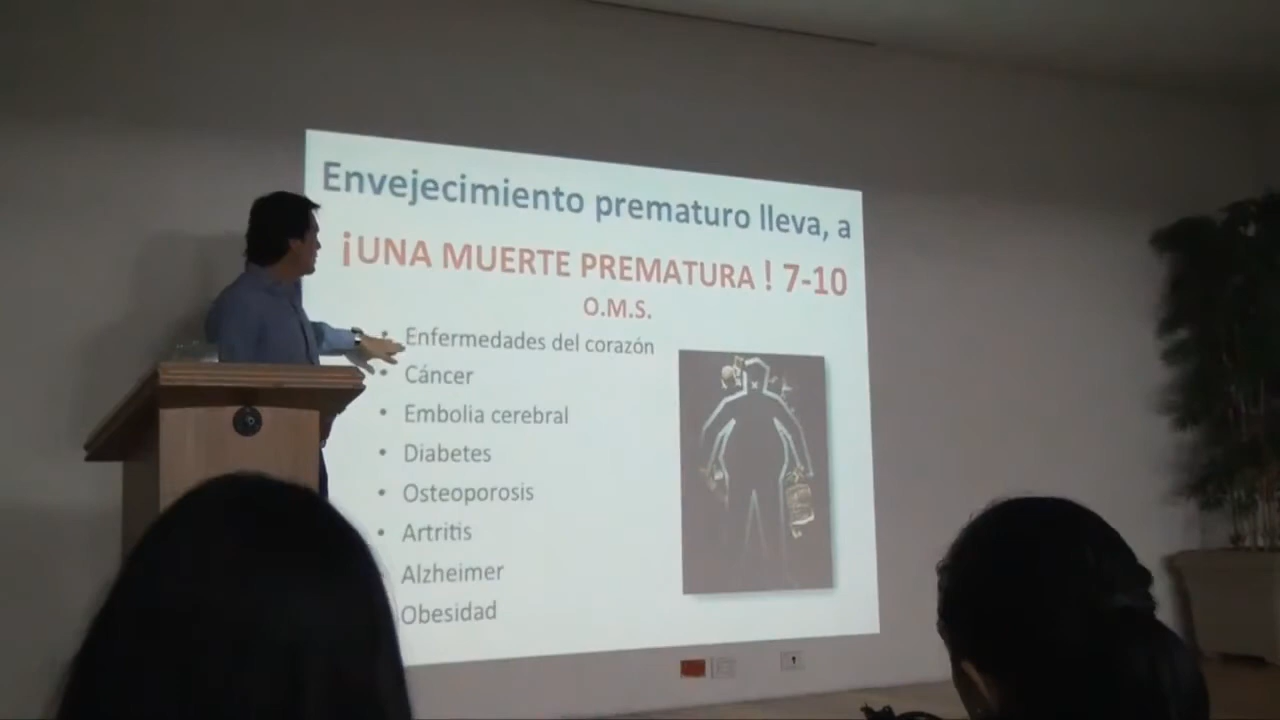 Envejecimiento prematuro lleva, a
¡UNA MUERTE PREMATURA ! 7-10
O.M.S.
• Enfermedades del corazón
• Cáncer
• Embolia cerebral
• Diabetes
• Osteoporosis
• Artritis
Alzheimer
Obesidad